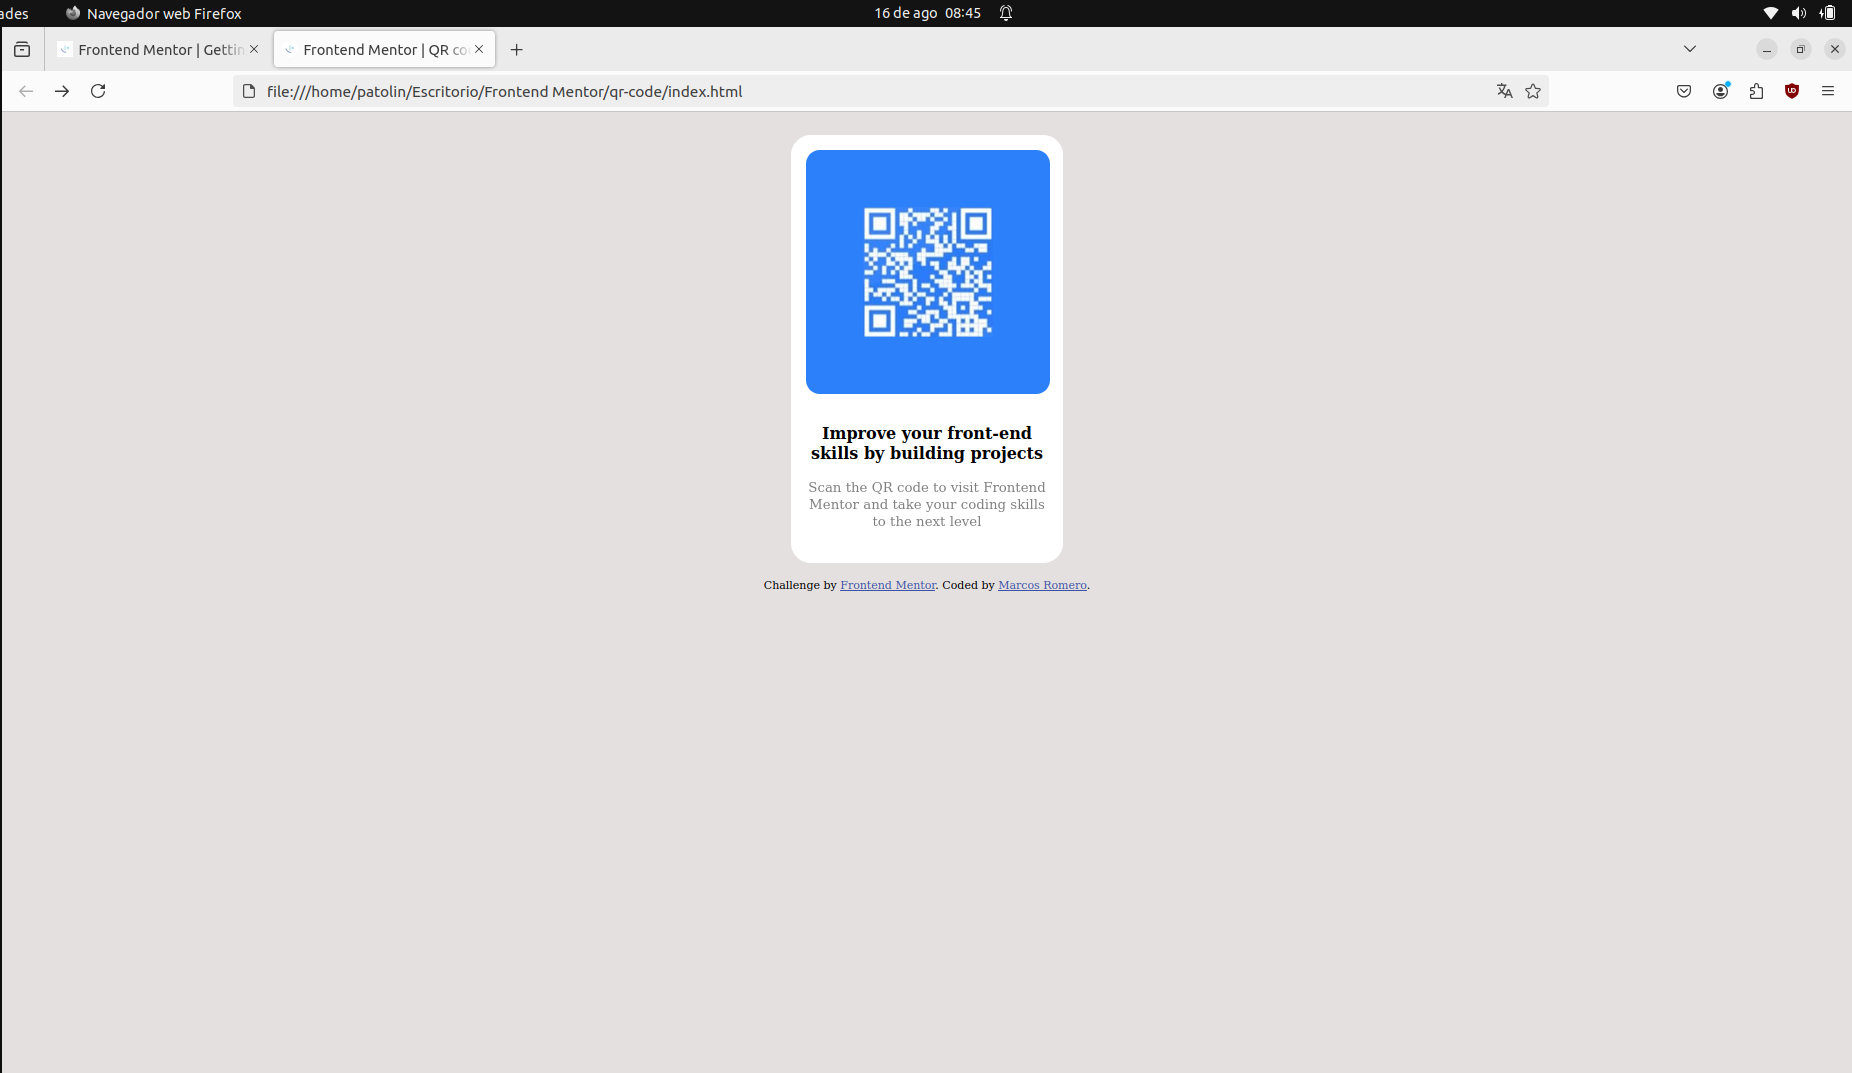 ades Navegador web Firefox 16 de ago 08:45
Frontend Mentor | Gettin Frontend Mentor | QR co
file:///home/patolin/Escritorio/Frontend Mentor/qr-code/index.html
Improve your front-end
skills by building projects
Scan the QR code to visit Frontend
Mentor and take your coding skills
to the next level
Challenge by Frontend Mentor. Coded by Marcos Romero.